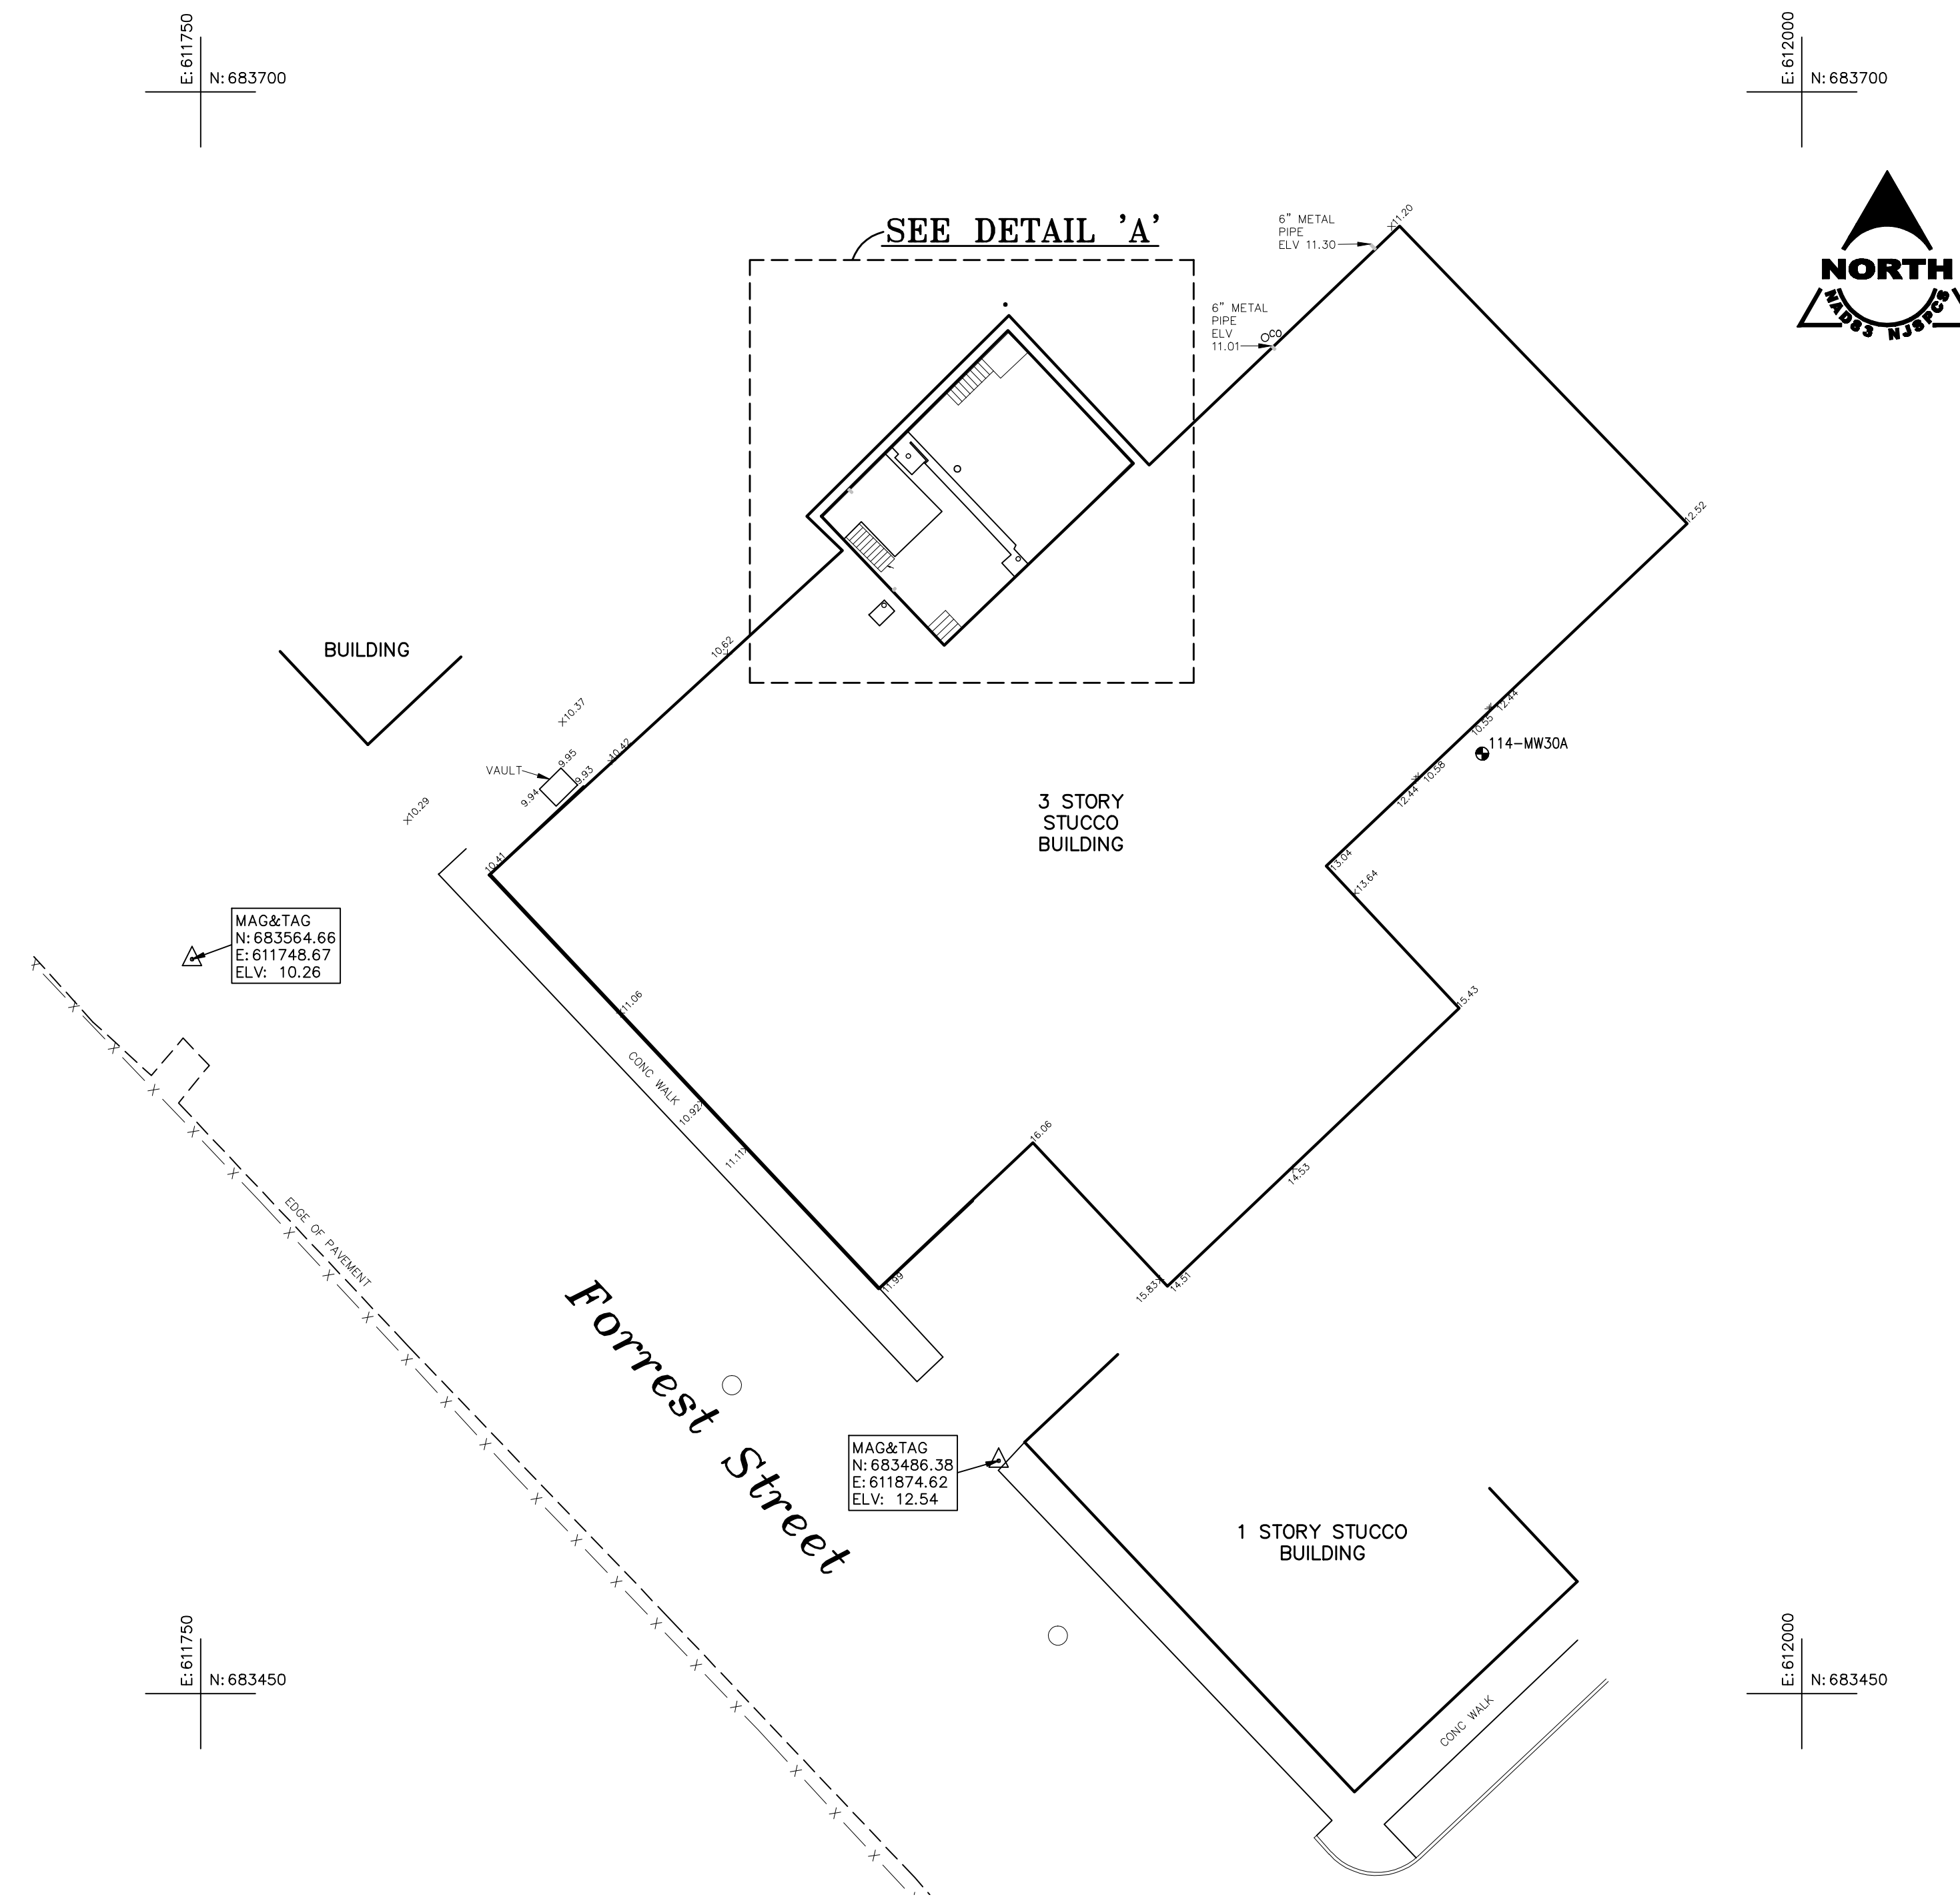 E: 611750
N: 683700
E: 612000
N: 683700
NORTH
NAD83 NJSPCS
SEE DETAIL 'A'
6" METAL
PIPE
ELV 11.30
11.20
6" METAL
PIPE
ELV
11.01
CO
12.52
BUILDING
10.62
10.37
12.44
10.55
114-MW30A
10.42
9.95
VAULT
9.93
9.94
10.58
12.44
10.29
3 STORY
STUCCO
BUILDING
10.41
13.04
13.64
MAG&TAG
N: 683564.66
E: 611748.67
ELV: 10.26
11.06
15.43
CONC WALK
10.92
11.11
16.06
14.53
EDGE OF PAVEMENT
11.99
15.83
14.51
Forrest Street
MAG&TAG
N: 683486.38
E: 611874.62
ELV: 12.54
1 STORY STUCCO
BUILDING
E: 611750
N: 683450
CONC WALK
E: 612000
N: 683450